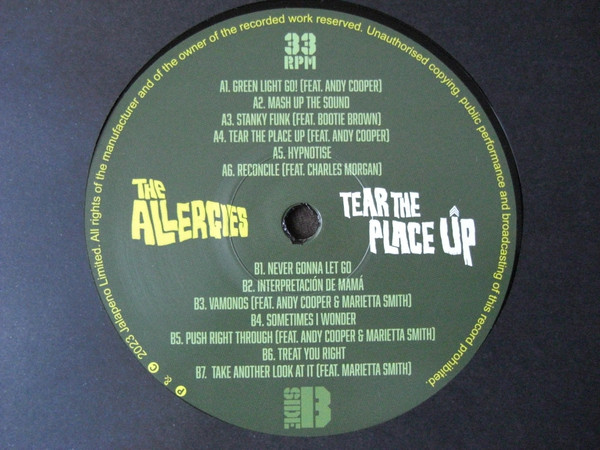 33
RPM
A1. GREEN LIGHT GO! (FEAT. ANDY COOPER)
A2. MASH UP THE SOUND
A3. STANKY FUNK (FEAT. BOOTIE BROWN)
A4. TEAR THE PLACE UP (FEAT. ANDY COOPER)
A5. HYPNOTISE
A6. RECONCILE (FEAT. CHARLES MORGAN)
THE
ALLERGIES
TEAR THE
PLACE UP
B1. NEVER GONNA LET GO
B2. INTERPRETACIÓN DE MAMÁ
B3. VAMONOS (FEAT. ANDY COOPER & MARIETTA SMITH)
B4. SOMETIMES I WONDER
B5. PUSH RIGHT THROUGH (FEAT. ANDY COOPER & MARIETTA SMITH)
B6. TREAT YOU RIGHT
B7. TAKE ANOTHER LOOK AT IT (FEAT. MARIETTA SMITH)
SIDE B
℗ & © 2023 Jalapeno Limited. All rights of the manufacturer and of the owner of the recorded work reserved. Unauthorised copying, public performance and broadcasting of this record prohibited.